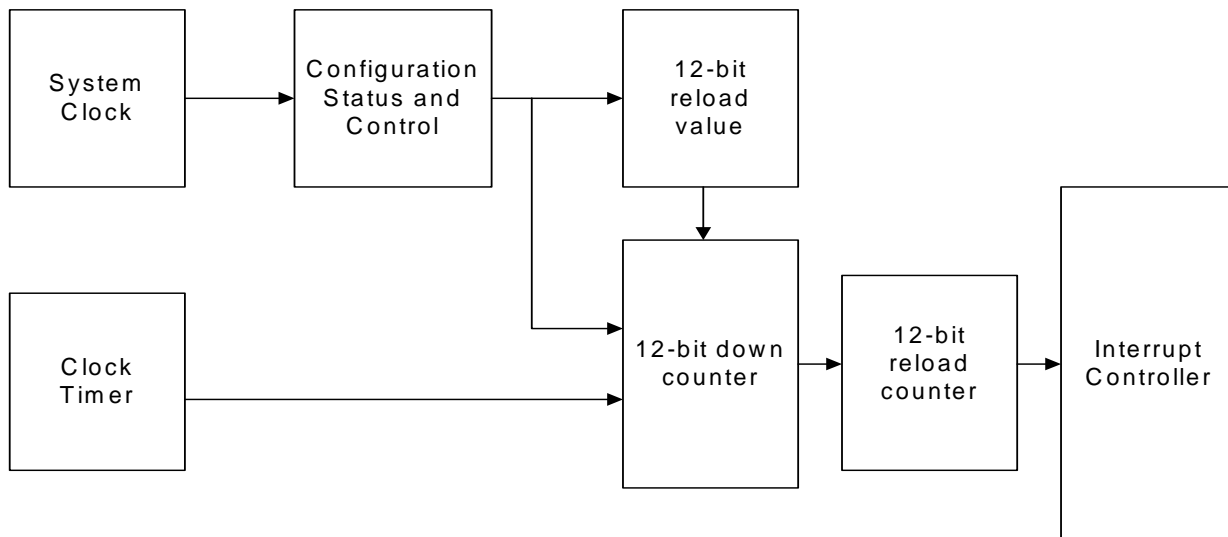 System
Clock
Configuration
Status and
Control
12-bit
reload
value
Clock
Timer
12-bit down
counter
12-bit
reload
counter
Interrupt
Controller